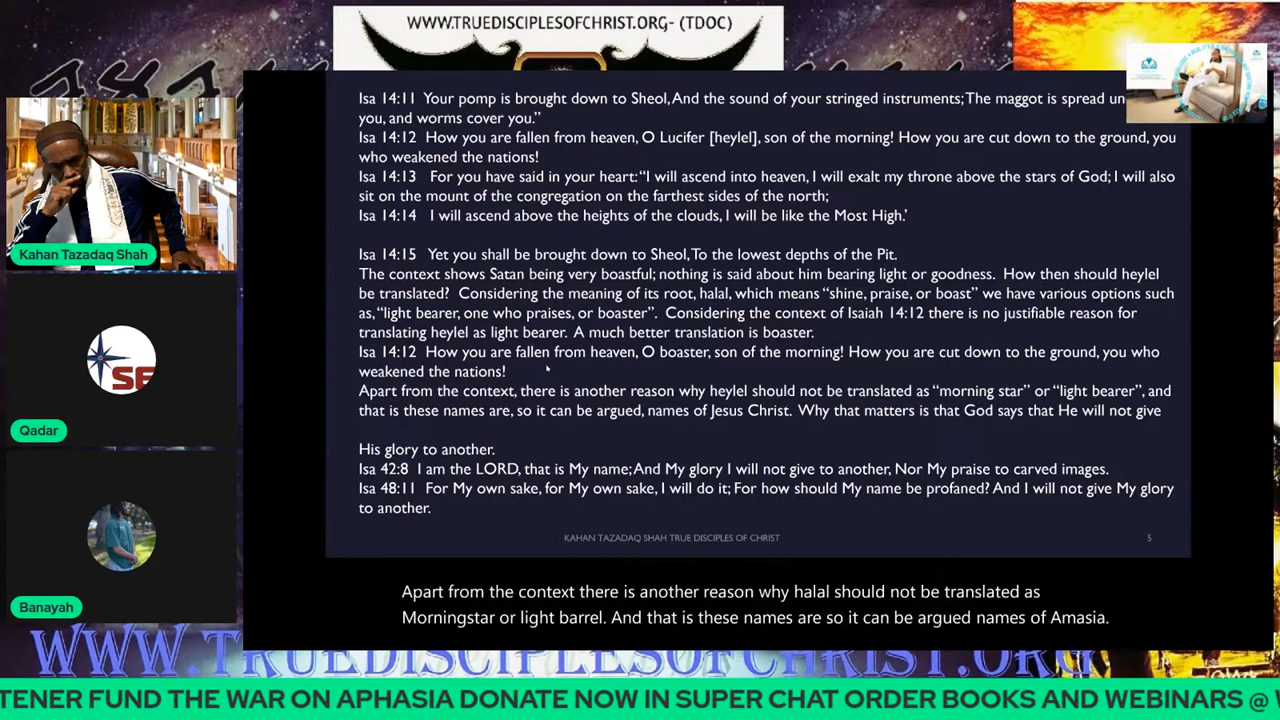 WWW.TRUEDISCIPLESOFCHRIST.ORG- (TDOC)
Isa 14:11 Your pomp is brought down to Sheol, And the sound of your stringed instruments; The maggot is spread un
you, and worms cover you.”
Isa 14:12 How you are fallen from heaven, O Lucifer [heylel], son of the morning! How you are cut down to the ground, you
who weakened the nations!
Isa 14:13 For you have said in your heart: “I will ascend into heaven, I will exalt my throne above the stars of God; I will also
sit on the mount of the congregation on the farthest sides of the north;
Isa 14:14 I will ascend above the heights of the clouds, I will be like the Most High.’
Isa 14:15 Yet you shall be brought down to Sheol, To the lowest depths of the Pit.
The context shows Satan being very boastful; nothing is said about him bearing light or goodness. How then should heylel
be translated? Considering the meaning of its root, halal, which means “shine, praise, or boast” we have various options such
as, “light bearer, one who praises, or boaster”. Considering the context of Isaiah 14:12 there is no justifiable reason for
translating heylel as light bearer. A much better translation is boaster.
Isa 14:12 How you are fallen from heaven, O boaster, son of the morning! How you are cut down to the ground, you who
weakened the nations!
Apart from the context, there is another reason why heylel should not be translated as “morning star” or “light bearer”, and
that is these names are, so it can be argued, names of Jesus Christ. Why that matters is that God says that He will not give
His glory to another.
Isa 42:8 I am the LORD, that is My name; And My glory I will not give to another, Nor My praise to carved images.
Isa 48:11 For My own sake, for My own sake, I will do it; For how should My name be profaned? And I will not give My glory
to another.
KAHAN TAZADAQ SHAH TRUE DISCIPLES OF CHRIST 5
Kahan Tazadaq Shah
SF
Qadar
Banayah
Apart from the context there is another reason why halal should not be translated as
Morningstar or light barrel. And that is these names are so it can be argued names of Amasia.
WWW.TRUEDISCIPLESOFCHRIST.ORG
TENER FUND THE WAR ON APHASIA DONATE NOW IN SUPER CHAT ORDER BOOKS AND WEBINARS @